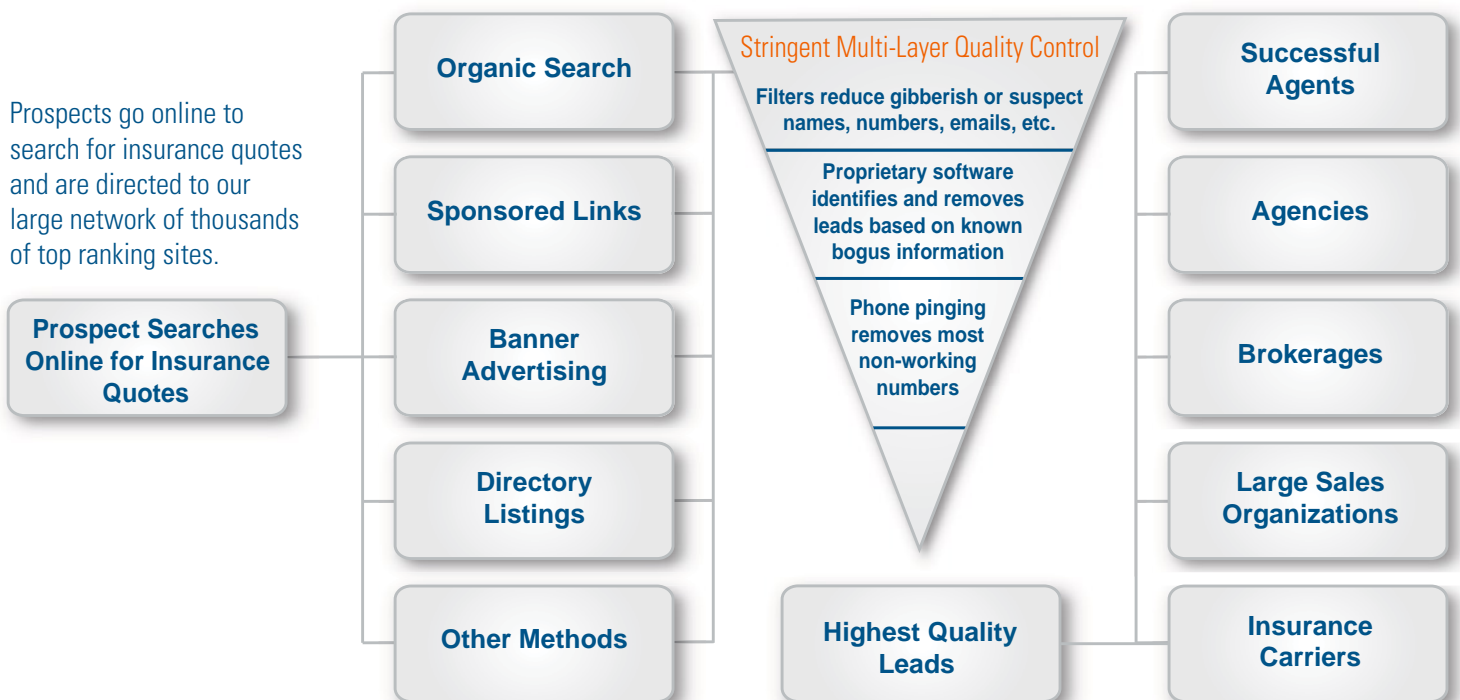 Prospects go online to
search for insurance quotes
and are directed to our
large network of thousands
of top ranking sites.
Prospect Searches
Online for Insurance
Quotes
Organic Search
Sponsored Links
Banner
Advertising
Directory
Listings
Other Methods
Stringent Multi-Layer Quality Control
Filters reduce gibberish or suspect
names, numbers, emails, etc.
Proprietary software
identifies and removes
leads based on known
bogus information
Phone pinging
removes most
non-working
numbers
Highest Quality
Leads
Successful
Agents
Agencies
Brokerages
Large Sales
Organizations
Insurance
Carriers